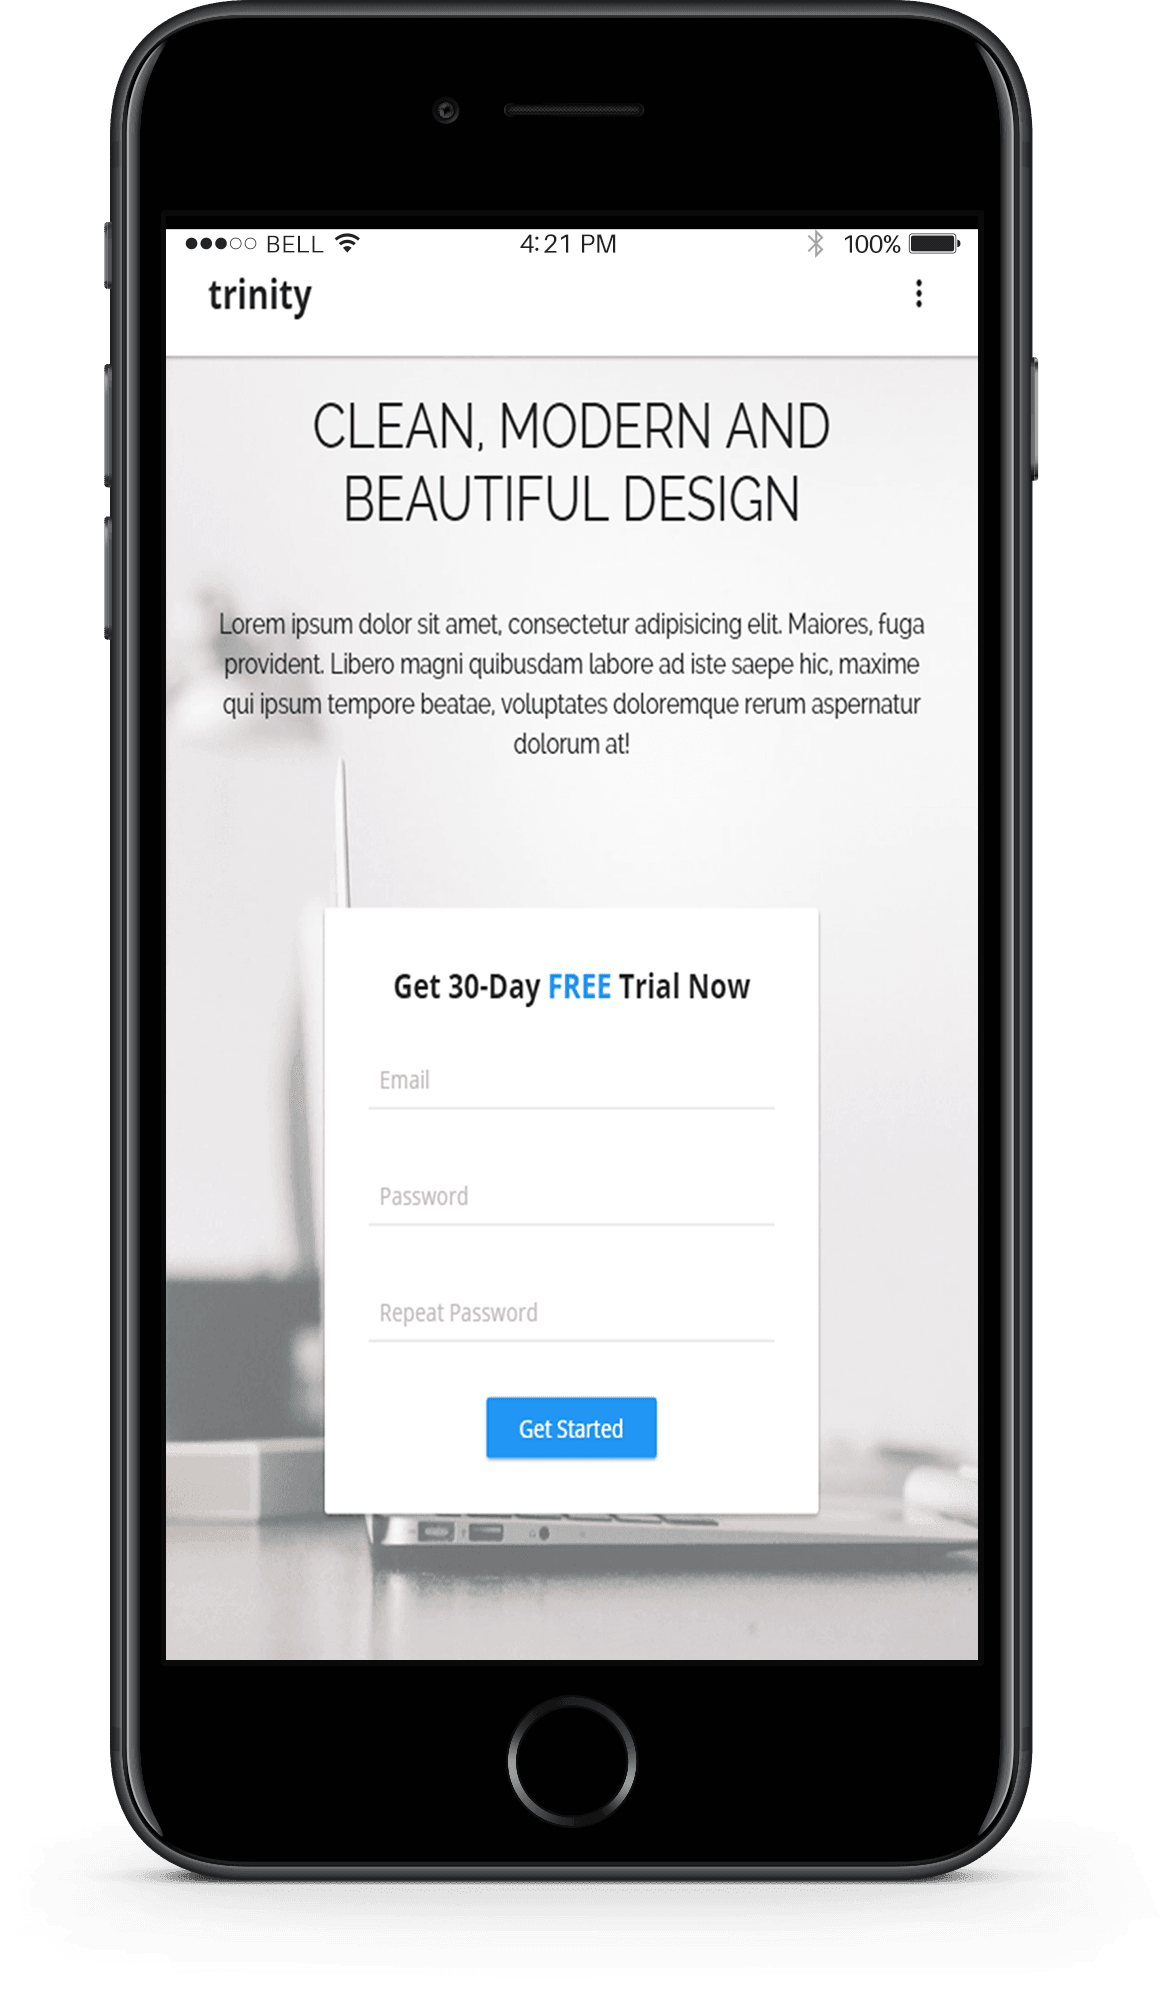 BELL 4:21 PM 100%
trinity
CLEAN, MODERN AND
BEAUTIFUL DESIGN
Lorem ipsum dolor sit amet, consectetur adipisicing elit. Maiores, fuga
provident. Libero magni quibusdam labore ad iste saepe hic, maxime
qui ipsum tempore beatae, voluptates doloremque rerum aspernatur
dolorum at!
Get 30-Day FREE Trial Now
Email
Password
Repeat Password
Get Started